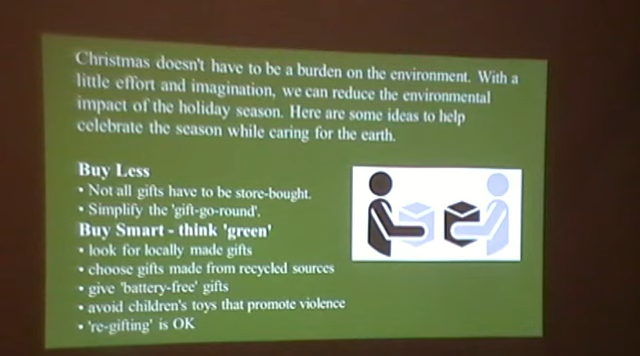 Christmas doesn't have to be a burden on the environment. With a
little effort and imagination, we can reduce the environmental
impact of the holiday season. Here are some ideas to help
celebrate the season while caring for the earth.
Buy Less
• Not all gifts have to be store-bought.
• Simplify the 'gift-go-round'.
Buy Smart - think 'green'
• look for locally made gifts
• choose gifts made from recycled sources
• give 'battery-free' gifts
• avoid children's toys that promote violence
• 're-gifting' is OK